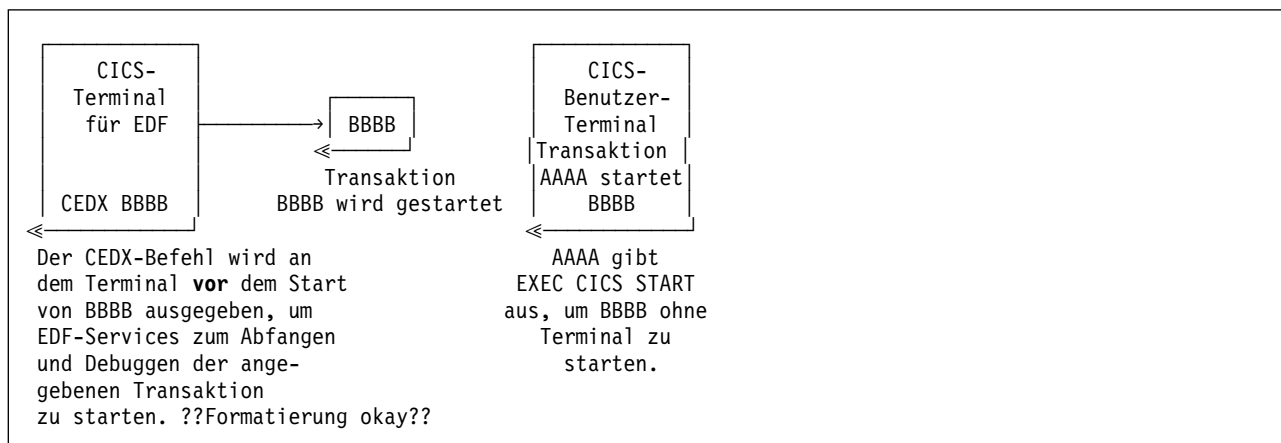 CICS-
Terminal
für EDF
CEDX BBBB
BBBB
Transaktion
BBBB wird gestartet
CICS-
Benutzer-
Terminal
Transaktion
AAAA startet
BBBB
Der CEDX-Befehl wird an
dem Terminal vor dem Start
von BBBB ausgegeben, um
EDF-Services zum Abfangen
und Debuggen der ange-
gebenen Transaktion
zu starten. ??Formatierung okay??
AAAA gibt
EXEC CICS START
aus, um BBBB ohne
Terminal zu
starten.